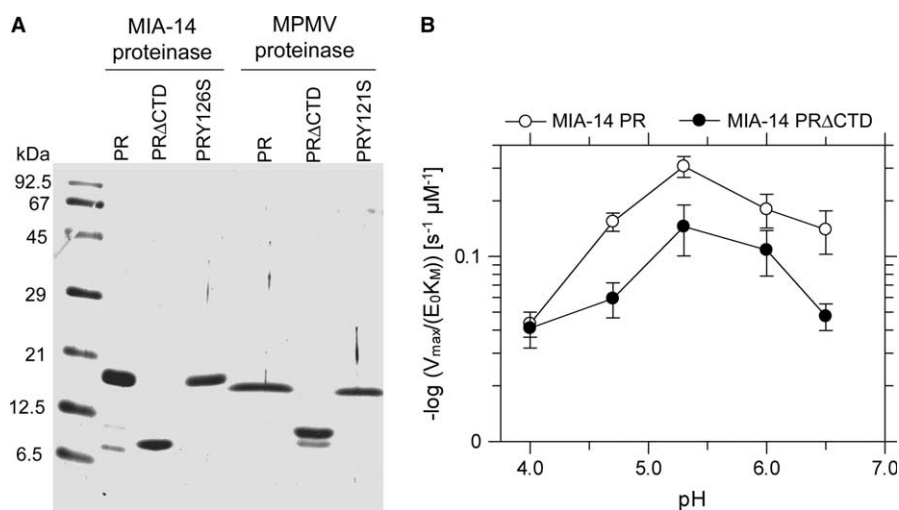 A
MIA-14 proteinase
MPMV proteinase
kDa
PR
PRΔCTD
PRY126S
PR
PRΔCTD
PRY121S
92.5
67
45
29
21
12.5
6.5
B
MIA-14 PR
MIA-14 PRΔCTD
-log (Vmax/(E0KM)) [s-1 μM-1]
0.1
0
4.0 5.0 6.0 7.0
pH